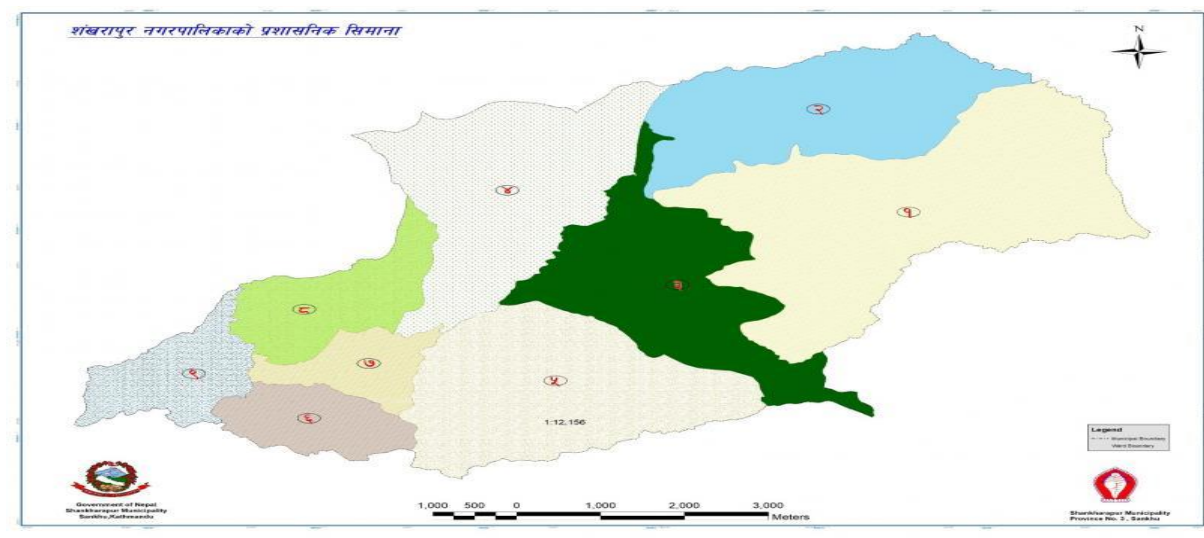 शंखरापुर नगरपालिकाको प्रशासनिक सिमाना
N
२
४
१
३
८
७
९
५
६
1:12,156
Legend
Municipal Boundary
Ward Boundary
Government of Nepal
Shankharapur Municipality
Sankhu,Kathmandu
1,000 500 0 1,000 2,000 3,000
Meters
Shankharapur Municipality
Province No. 3 , Sankhu